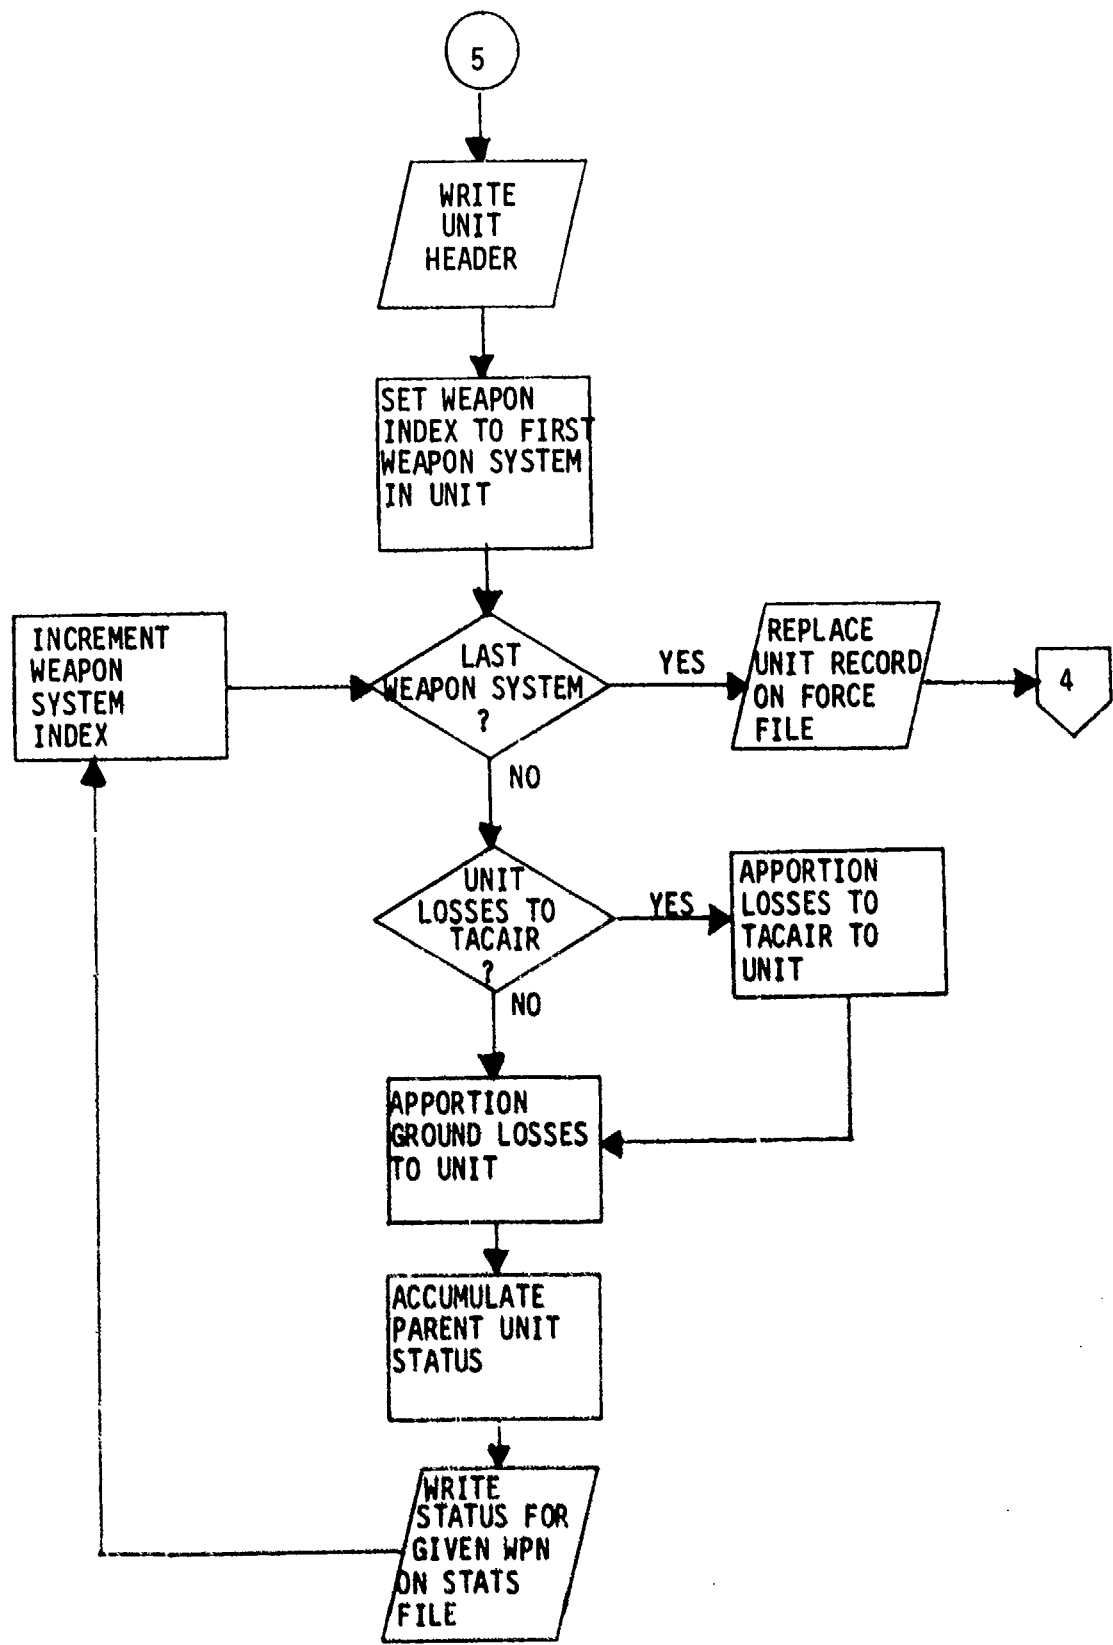 5
WRITE
UNIT
HEADER
SET WEAPON
INDEX TO FIRST
WEAPON SYSTEM
IN UNIT
INCREMENT
WEAPON
SYSTEM
INDEX
LAST
WEAPON SYSTEM
?
YES
REPLACE
UNIT RECORD
ON FORCE
FILE
4
NO
UNIT
LOSSES TO
TACAIR
?
YES
APPORTION
LOSSES TO
TACAIR TO
UNIT
NO
APPORTION
GROUND LOSSES
TO UNIT
ACCUMULATE
PARENT UNIT
STATUS
WRITE
STATUS FOR
GIVEN WPN
ON STATS
FILE